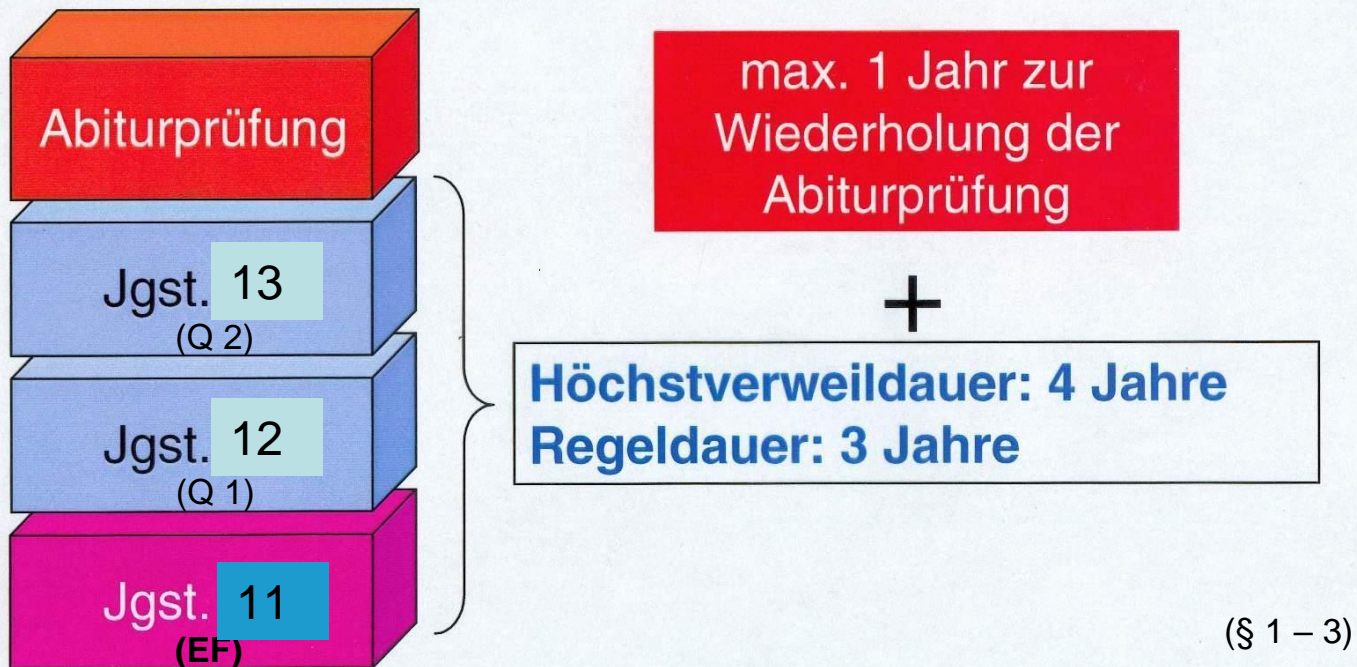 Abiturprüfung
Jgst. 13
(Q 2)
Jgst. 12
(Q 1)
Jgst. 11
(EF)
max. 1 Jahr zur
Wiederholung der
Abiturprüfung
+
Höchstverweildauer: 4 Jahre
Regeldauer: 3 Jahre
(§ 1 – 3)